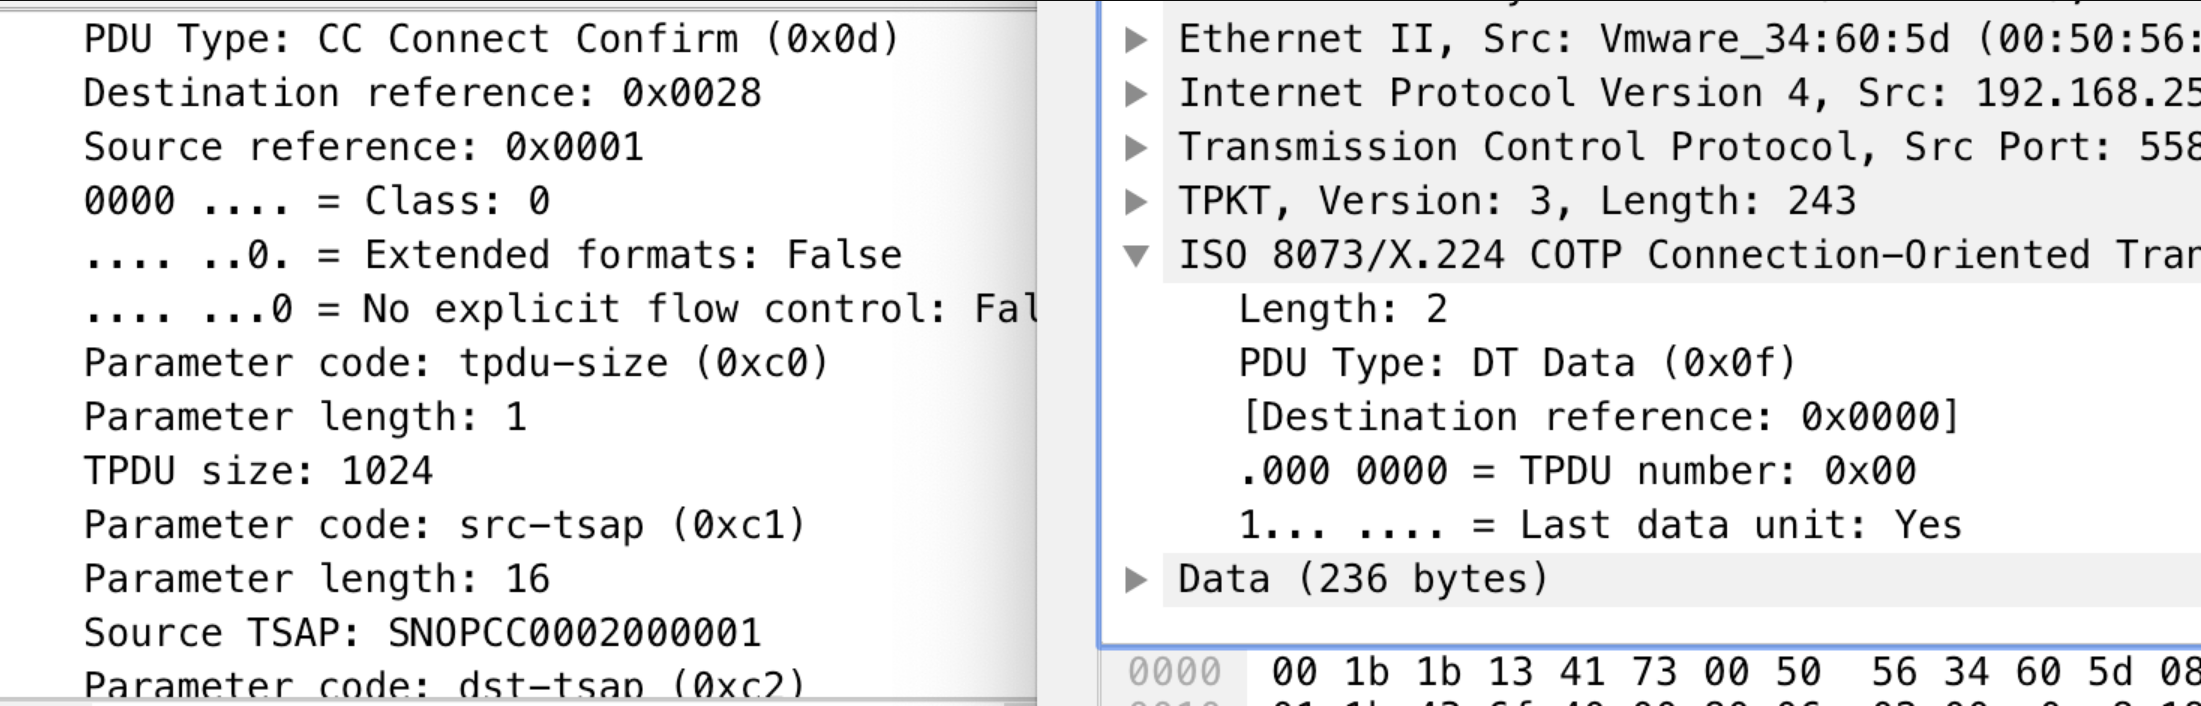 PDU Type: CC Connect Confirm (0x0d)
Destination reference: 0x0028
Source reference: 0x0001
0000 .... = Class: 0
.... ..0. = Extended formats: False
.... ...0 = No explicit flow control: Fal
Parameter code: tpdu-size (0xc0)
Parameter length: 1
TPDU size: 1024
Parameter code: src-tsap (0xc1)
Parameter length: 16
Source TSAP: SNOPCC0002000001
Parameter code: dst-tsap (0xc2)
Ethernet II, Src: Vmware_34:60:5d (00:50:56:
Internet Protocol Version 4, Src: 192.168.25
Transmission Control Protocol, Src Port: 558
TPKT, Version: 3, Length: 243
ISO 8073/X.224 COTP Connection-Oriented Tran
Length: 2
PDU Type: DT Data (0x0f)
[Destination reference: 0x0000]
.000 0000 = TPDU number: 0x00
1... .... = Last data unit: Yes
Data (236 bytes)
0000 00 1b 1b 13 41 73 00 50 56 34 60 5d 08